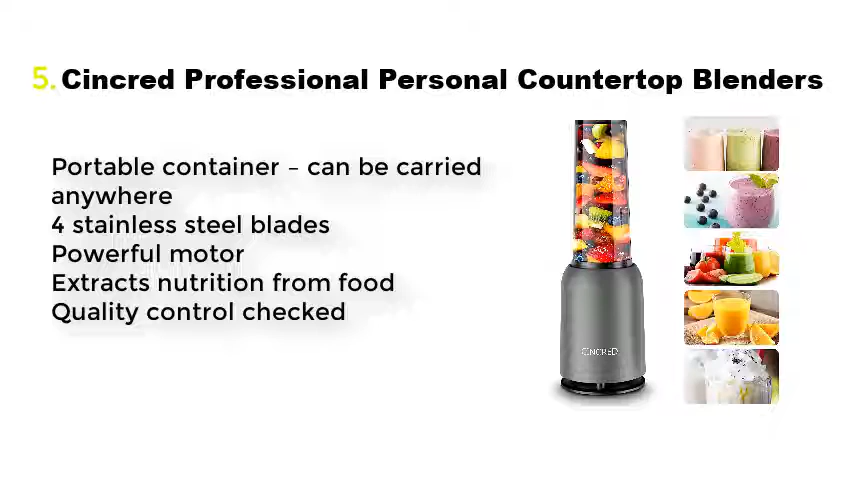 5. Cincred Professional Personal Countertop Blenders
Portable container – can be carried
anywhere
4 stainless steel blades
Powerful motor
Extracts nutrition from food
Quality control checked
CINCRED